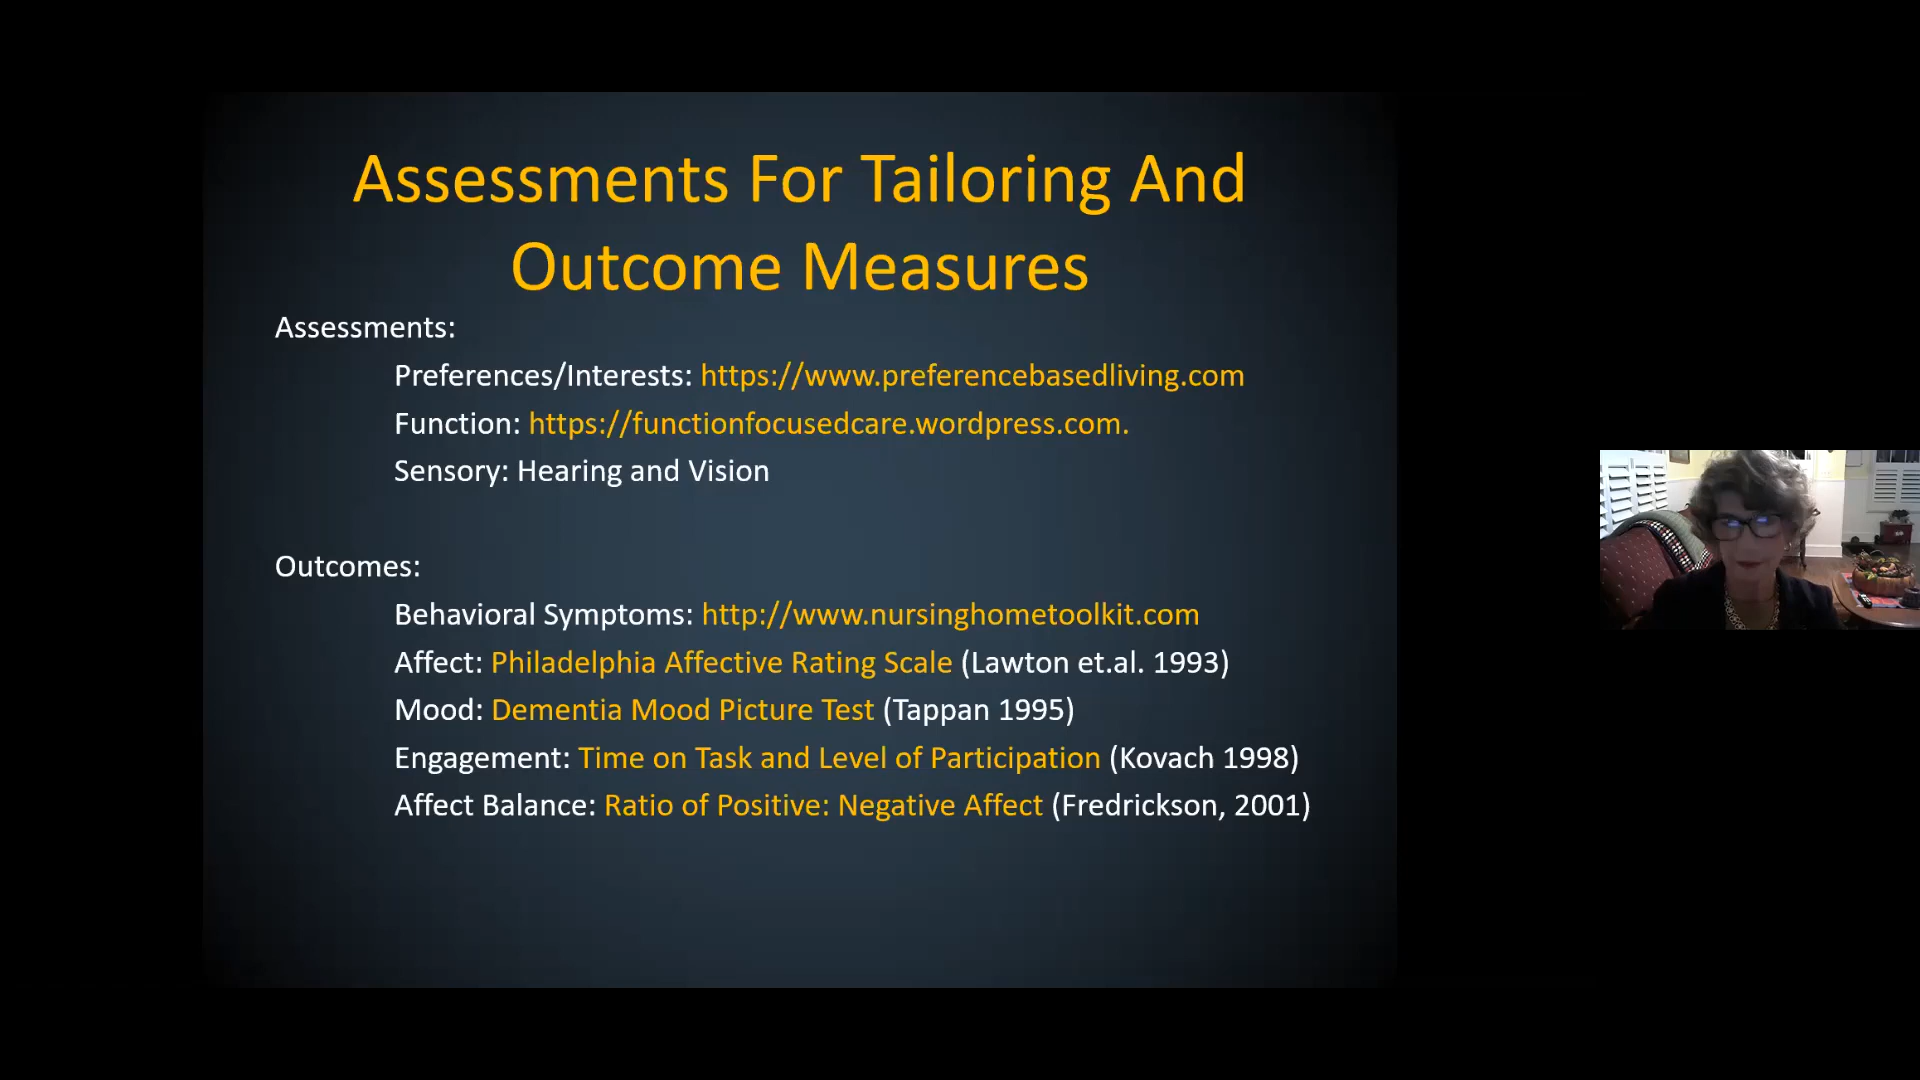 Assessments For Tailoring And
Outcome Measures
Assessments:
Preferences/Interests: https://www.preferencebasedliving.com
Function: https://functionfocusedcare.wordpress.com.
Sensory: Hearing and Vision
Outcomes:
Behavioral Symptoms: http://www.nursinghometoolkit.com
Affect: Philadelphia Affective Rating Scale (Lawton et.al. 1993)
Mood: Dementia Mood Picture Test (Tappan 1995)
Engagement: Time on Task and Level of Participation (Kovach 1998)
Affect Balance: Ratio of Positive: Negative Affect (Fredrickson, 2001)